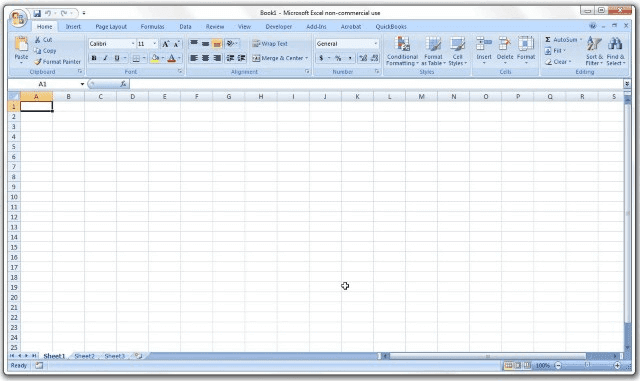 Book1 - Microsoft Excel non-commercial use
Home Insert Page Layout Formulas Data Review View Developer Add-Ins Acrobat QuickBooks
Cut Calibri 11 Wrap Text General AutoSum
Copy Fill
Paste Format Painter B I U Merge & Center $ % , Conditional Formatting Format as Table Cell Styles Insert Delete Format Clear Sort & Filter Find & Select
Clipboard Font Alignment Number Styles Cells Editing
A1 fx
A B C D E F G H I J K L M N O P Q R S
1
2
3
4
5
6
7
8
9
10
11
12
13
14
15
16
17
18
19
20
21
22
23
24
25
Sheet1 Sheet2 Sheet3
Ready 100%